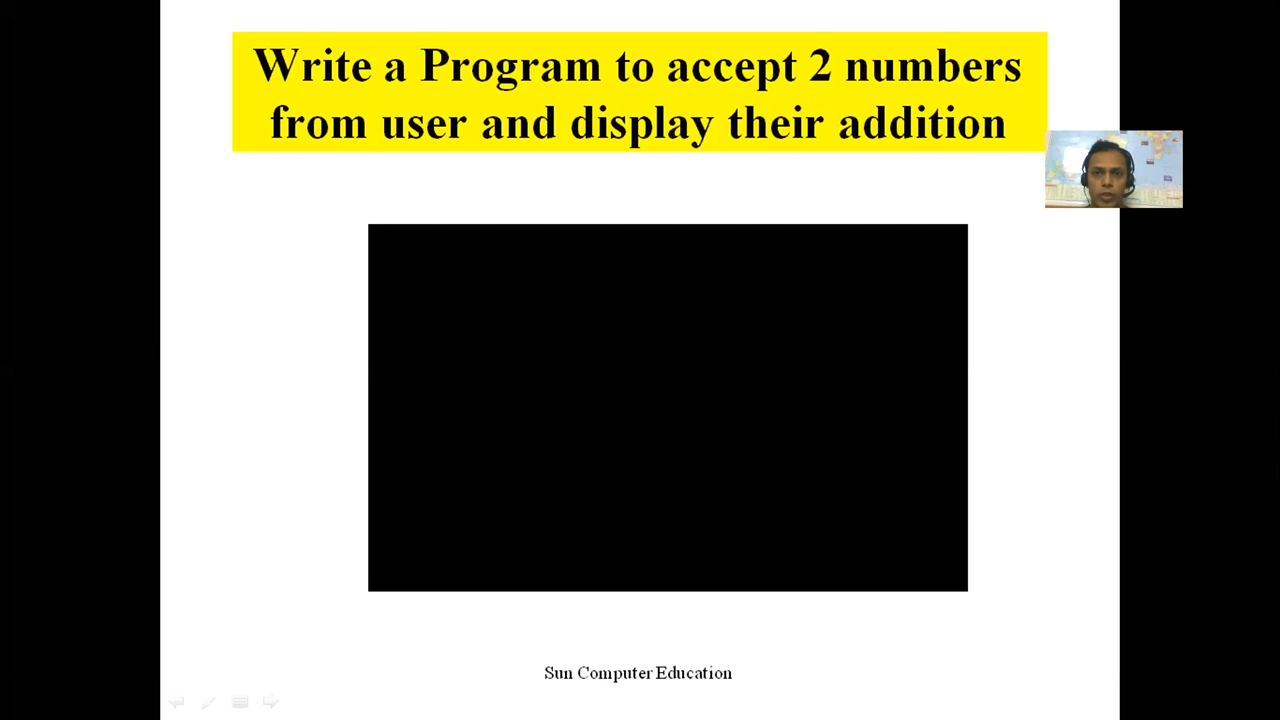 Write a Program to accept 2 numbers
from user and display their addition
Sun Computer Education